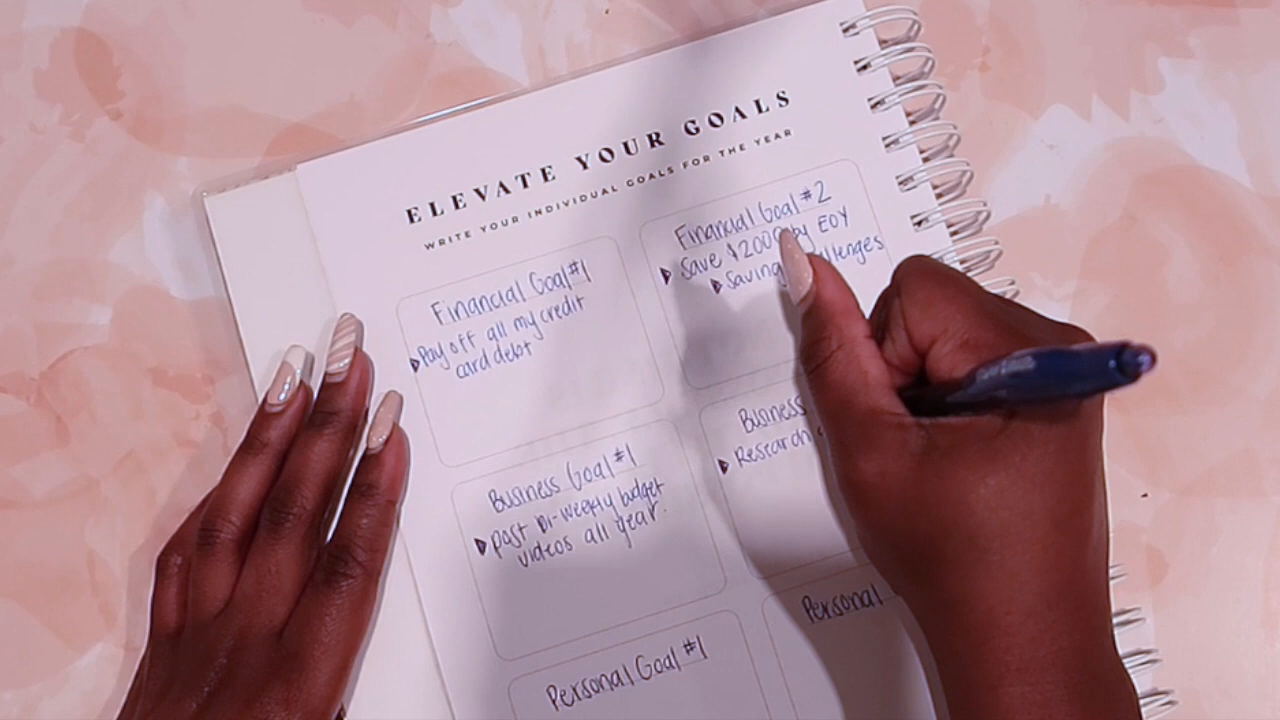 ELEVATE YOUR GOALS
WRITE YOUR INDIVIDUAL GOALS FOR THE YEAR
Financial Goal #1
Pay off all my credit
card debt
Financial Goal #2
Save $2000 by EOY
Saving
Business Goal #1
post bi-weekly budget
videos all year.
Business
Research
Personal Goal #1
Personal